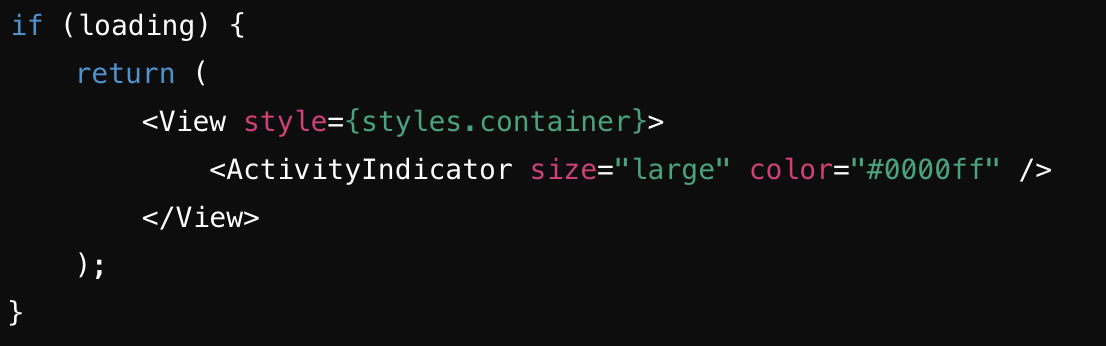 if (loading) {
    return (
        <View style={styles.container}>
            <ActivityIndicator size="large" color="#0000ff" />
        </View>
    );
}